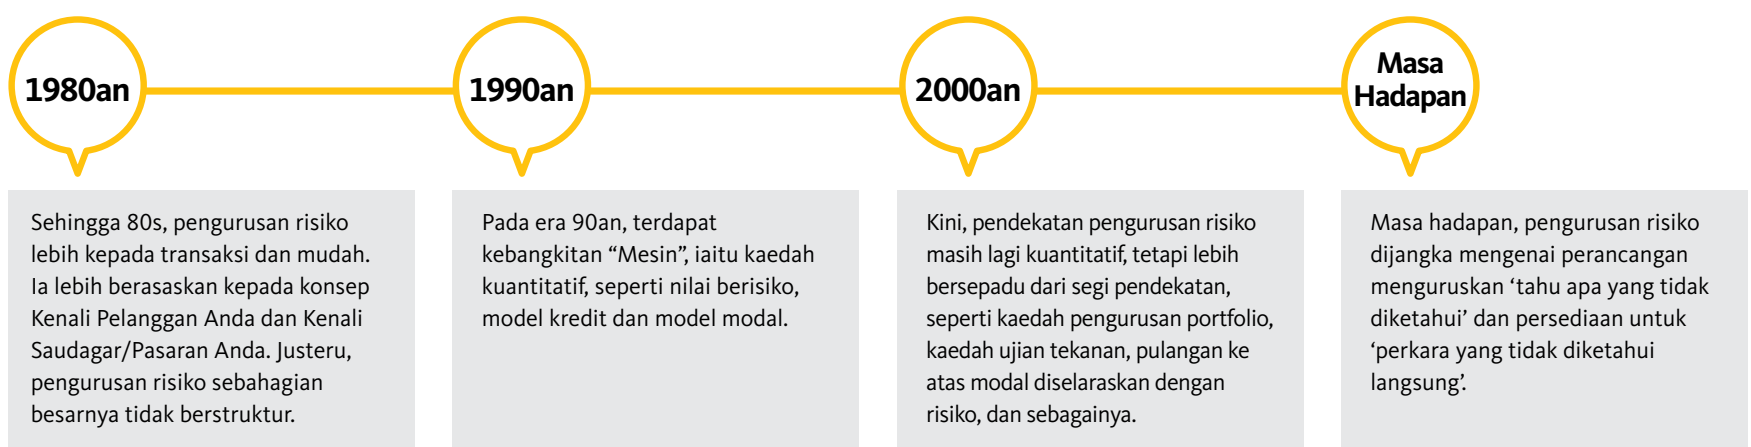 1980an
Sehingga 80s, pengurusan risiko
lebih kepada transaksi dan mudah.
Ia lebih berasaskan kepada konsep
Kenali Pelanggan Anda dan Kenali
Saudagar/Pasaran Anda. Justeru,
pengurusan risiko sebahagian
besarnya tidak berstruktur.
1990an
Pada era 90an, terdapat
kebangkitan “Mesin”, iaitu kaedah
kuantitatif, seperti nilai berisiko,
model kredit dan model modal.
2000an
Kini, pendekatan pengurusan risiko
masih lagi kuantitatif, tetapi lebih
bersepadu dari segi pendekatan,
seperti kaedah pengurusan portfolio,
kaedah ujian tekanan, pulangan ke
atas modal diselaraskan dengan
risiko, dan sebagainya.
Masa
Hadapan
Masa hadapan, pengurusan risiko
dijangka mengenai perancangan
menguruskan ‘tahu apa yang tidak
diketahui’ dan persediaan untuk
‘perkara yang tidak diketahui
langsung’.